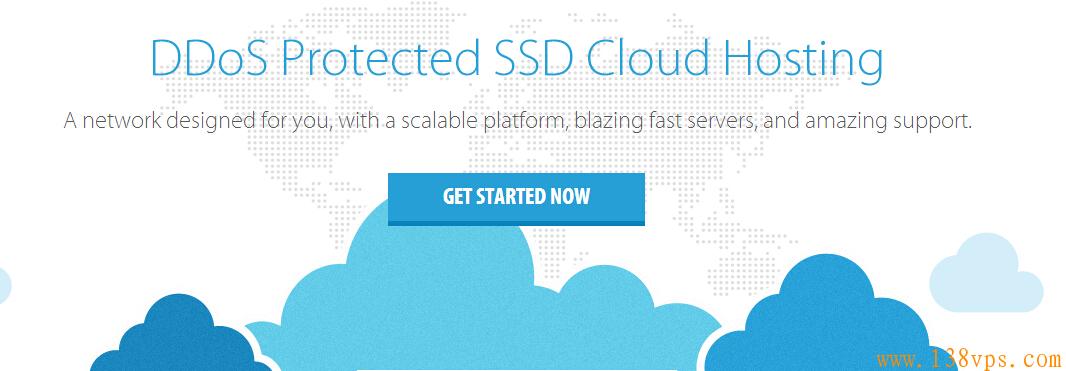 DDoS Protected SSD Cloud Hosting
A network designed for you, with a scalable platform, blazing fast servers, and amazing support.
GET STARTED NOW
www.138vps.com